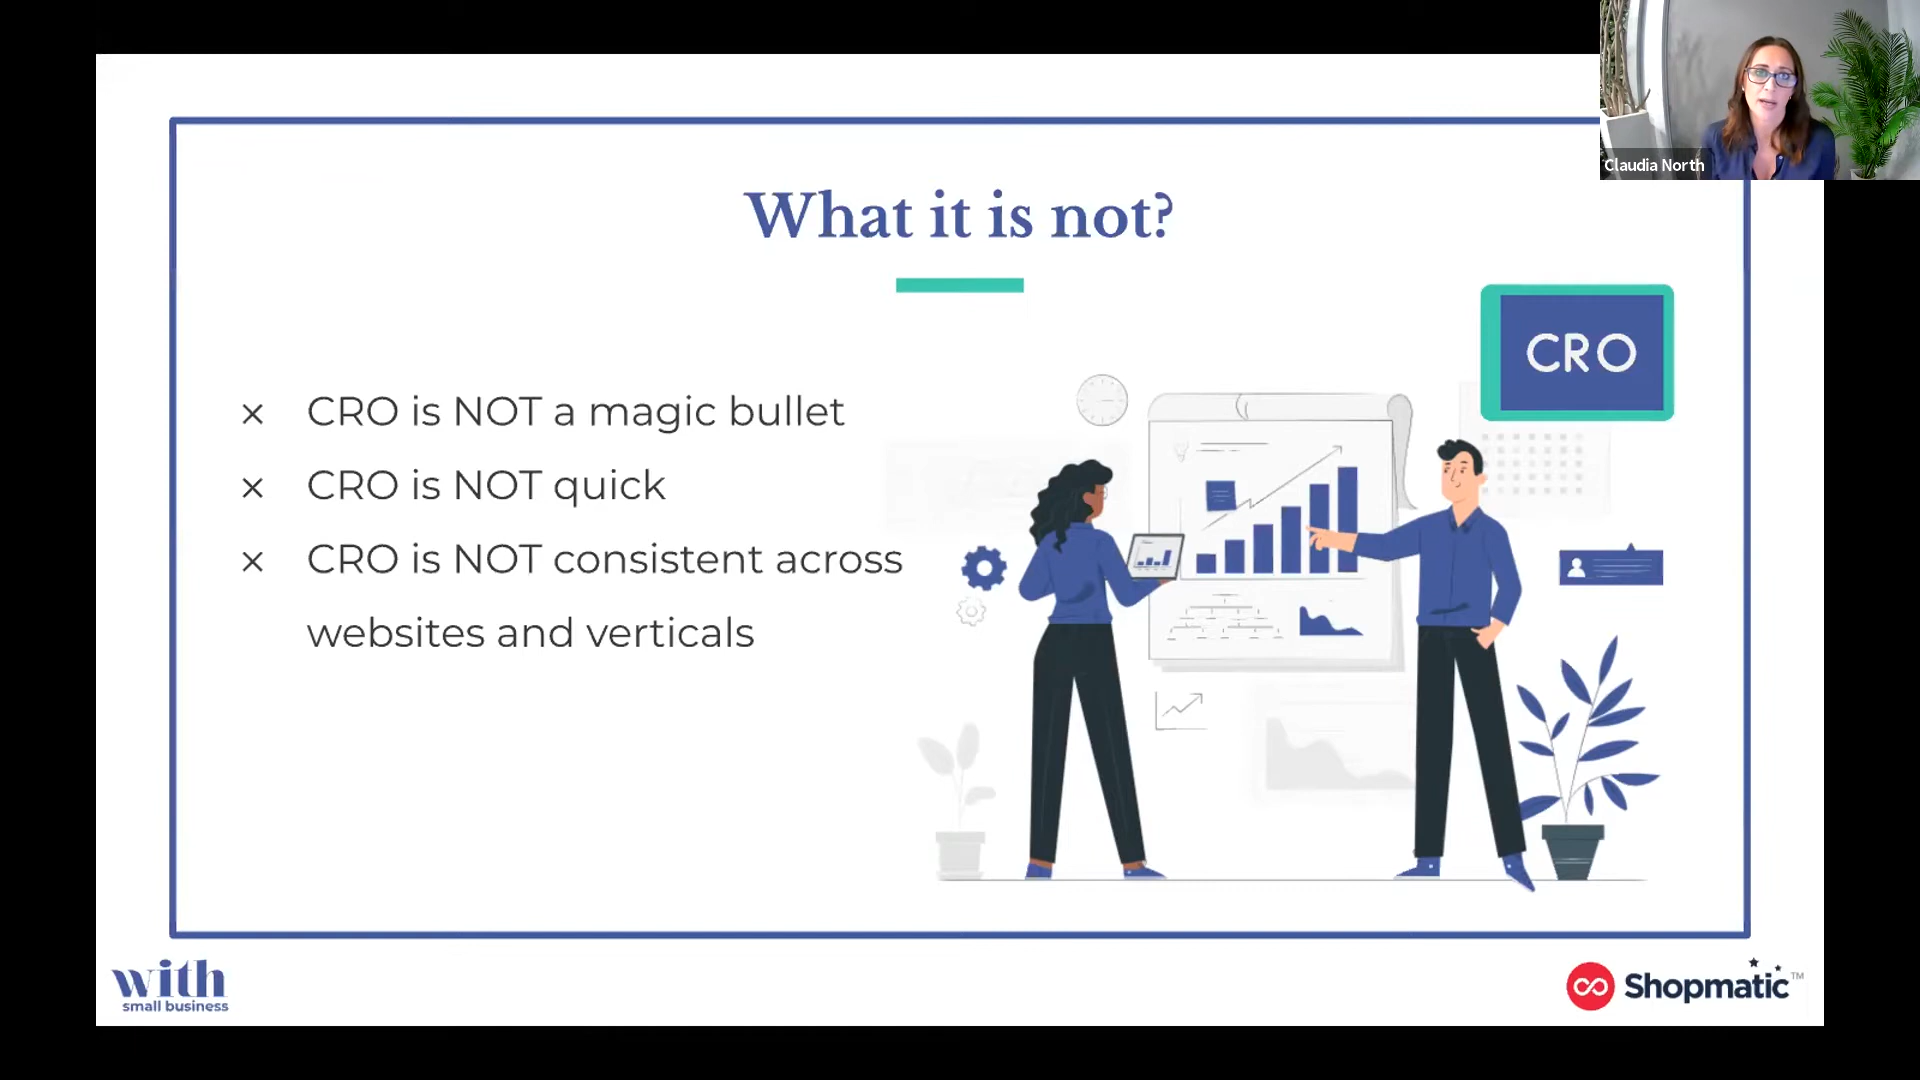 Claudia North
What it is not?
CRO
× CRO is NOT a magic bullet
× CRO is NOT quick
× CRO is NOT consistent across
websites and verticals
with
small business
Shopmatic™